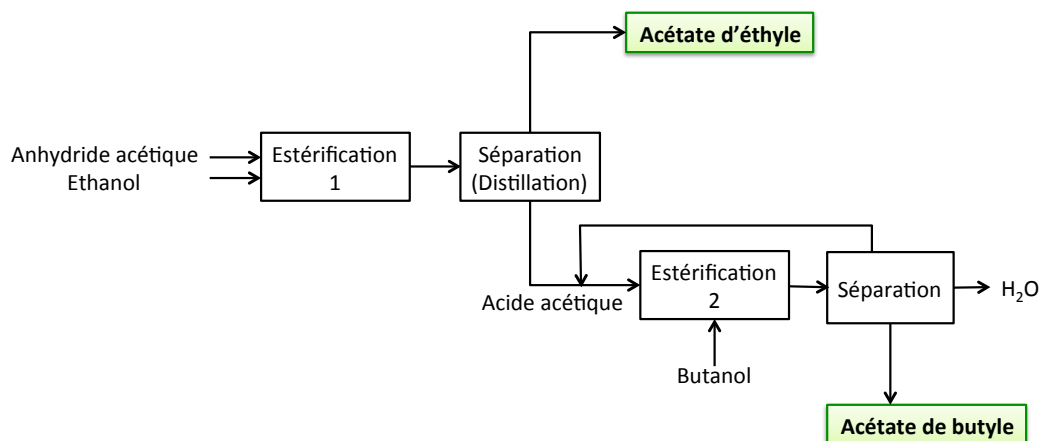 Acétate d'éthyle
Anhydride acétique
Ethanol
Estérification
1
Séparation
(Distillation)
Acide acétique
Estérification
2
Séparation
H₂O
Butanol
Acétate de butyle